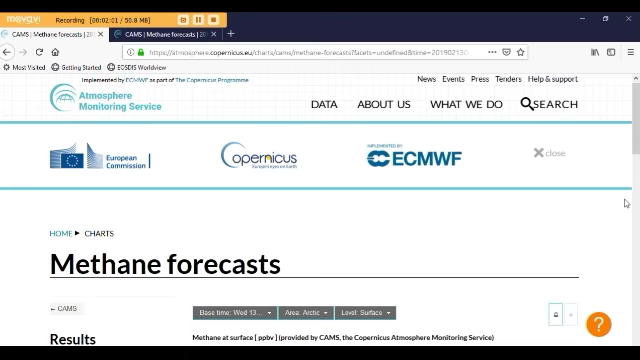 movavi Recording [ 00:02:01 / 50.8 MB ]
CAMS, | Methane forecasts | 201
CAMS, | Methane forecasts | 201
https://atmosphere.copernicus.eu/charts/cams/methane-forecasts?facets=undefined&time=2019021300
Most Visited Getting Started EOSDIS Worldview
Implemented by ECMWF as part of The Copernicus Programme
News Events Press Tenders Help & support
Atmosphere
Monitoring Service
DATA ABOUT US WHAT WE DO SEARCH
European
Commission
Copernicus
Europe's eyes on Earth
IMPLEMENTED BY
ECMWF
close
HOME CHARTS
Methane forecasts
← CAMS
Base time: Wed 13... Area: Arctic Level: Surface
?
Results
Methane at surface [ ppbv ] (provided by CAMS, the Copernicus Atmosphere Monitoring Service)